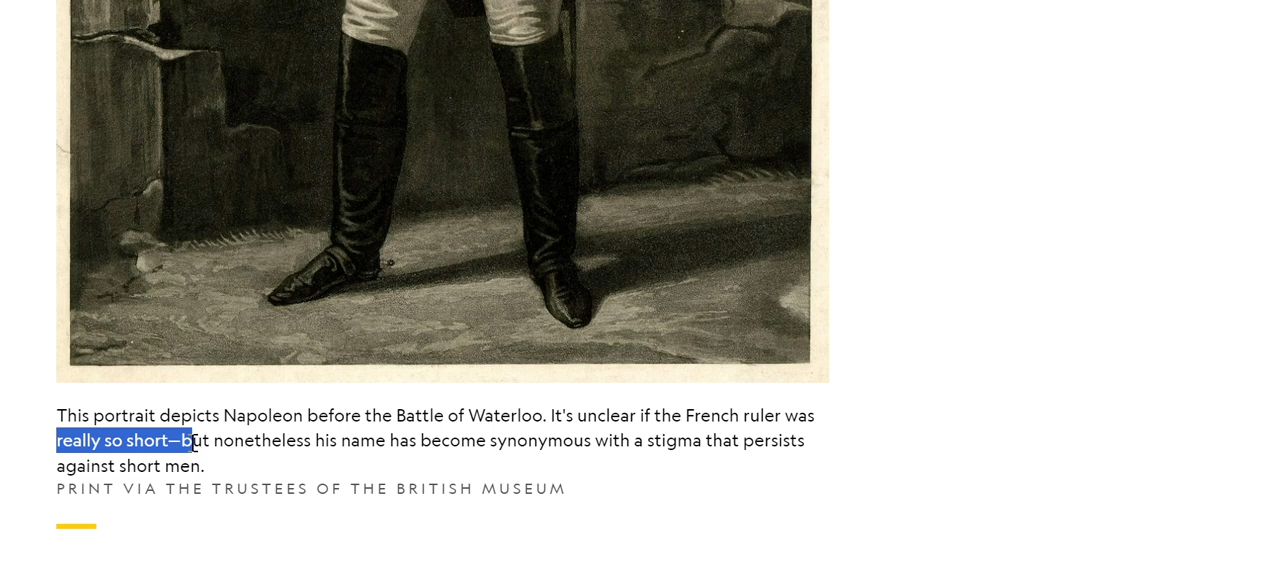 This portrait depicts Napoleon before the Battle of Waterloo. It's unclear if the French ruler was
really so short—but nonetheless his name has become synonymous with a stigma that persists
against short men.
PRINT VIA THE TRUSTEES OF THE BRITISH MUSEUM